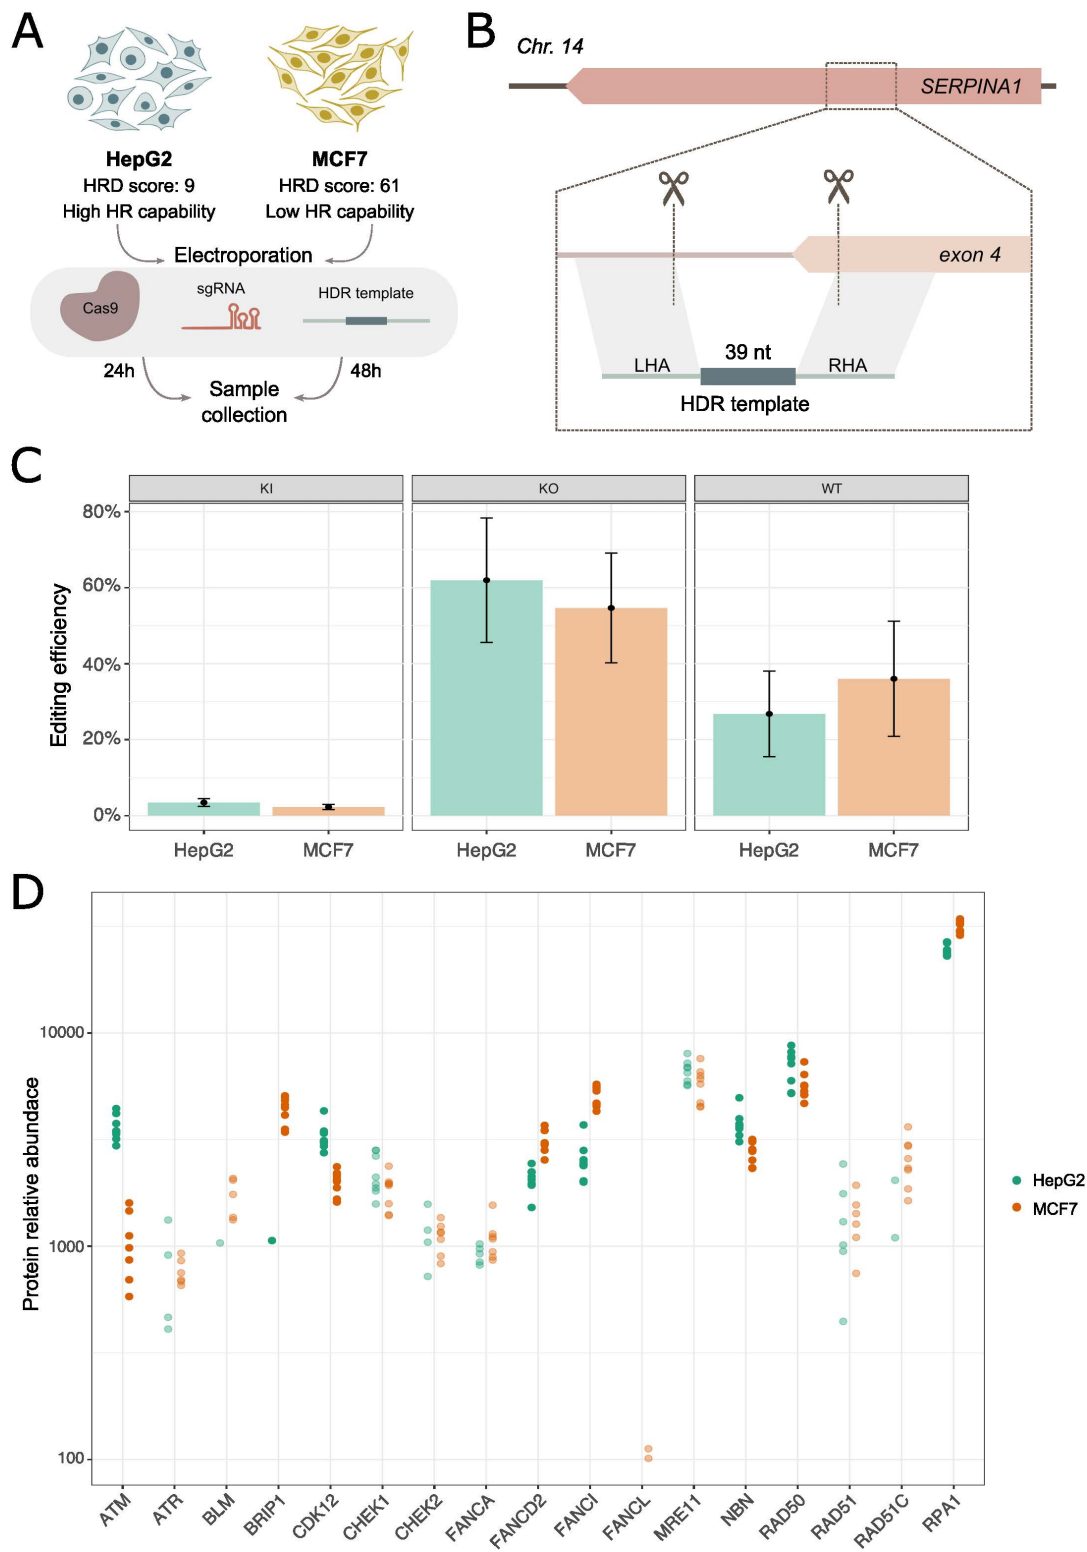 A
HepG2
HRD score: 9
High HR capability
MCF7
HRD score: 61
Low HR capability
Electroporation
Cas9
sgRNA
HDR template
24h
48h
Sample
collection
B
Chr. 14
SERPINA1
exon 4
LHA
39 nt
RHA
HDR template
C
KI
KO
WT
Editing efficiency
80%
60%
40%
20%
0%
HepG2
MCF7
HepG2
MCF7
HepG2
MCF7
D
Protein relative abundace
10000
1000
100
ATM
ATR
BLM
BRIP1
CDK12
CHEK1
CHEK2
FANCA
FANCD2
FANCI
FANCL
MRE11
NBN
RAD50
RAD51
RAD51C
RPA1
HepG2
MCF7